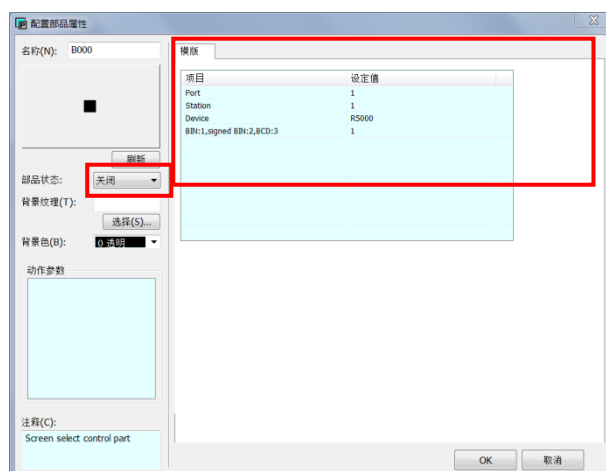 配置部品属性
名称(N): B000
刷新
部品状态: 关闭
背景纹理(T):
选择(S)...
背景色(B): 0 透明
动作参数
注释(C):
Screen select control part
模版
项目 设定值
Port 1
Station 1
Device R5000
BIN:1,signed BIN:2,BCD:3 1
OK 取消